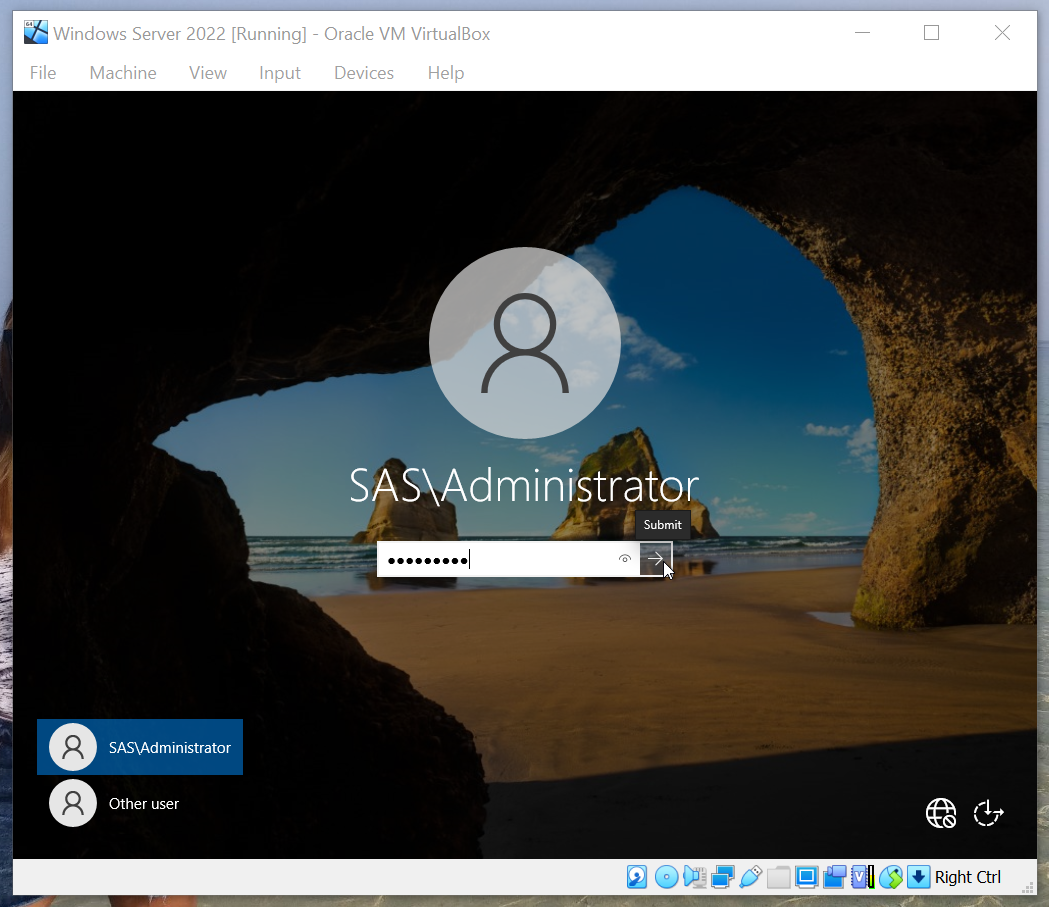 Windows Server 2022 [Running] - Oracle VM VirtualBox
File Machine View Input Devices Help
SAS\Administrator
Submit
•••••••••
SAS\Administrator
Other user
Right Ctrl